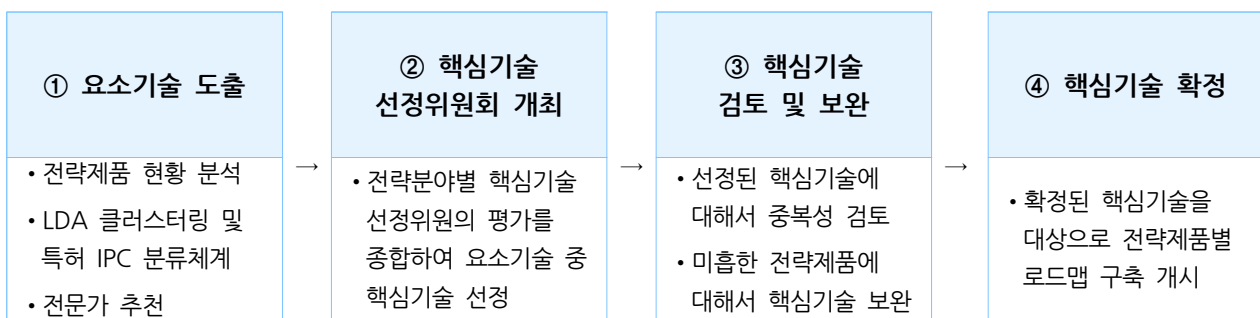 ① 요소기술 도출
• 전략제품 현황 분석
• LDA 클러스터링 및
특허 IPC 분류체계
• 전문가 추천
→
② 핵심기술
선정위원회 개최
• 전략분야별 핵심기술
선정위원의 평가를
종합하여 요소기술 중
핵심기술 선정
→
③ 핵심기술
검토 및 보완
• 선정된 핵심기술에
대해서 중복성 검토
• 미흡한 전략제품에
대해서 핵심기술 보완
→
④ 핵심기술 확정
• 확정된 핵심기술을
대상으로 전략제품별
로드맵 구축 개시